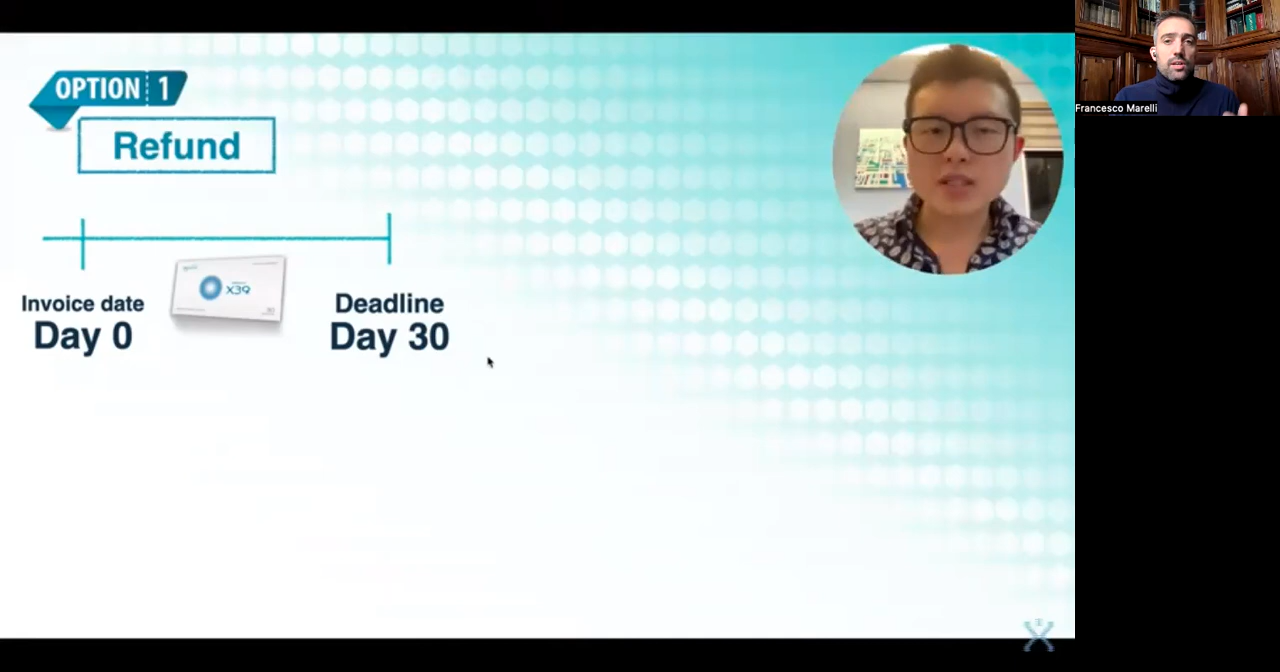 OPTION 1
Refund
Invoice date
Day 0
X39
Deadline
Day 30
Francesco Marelli